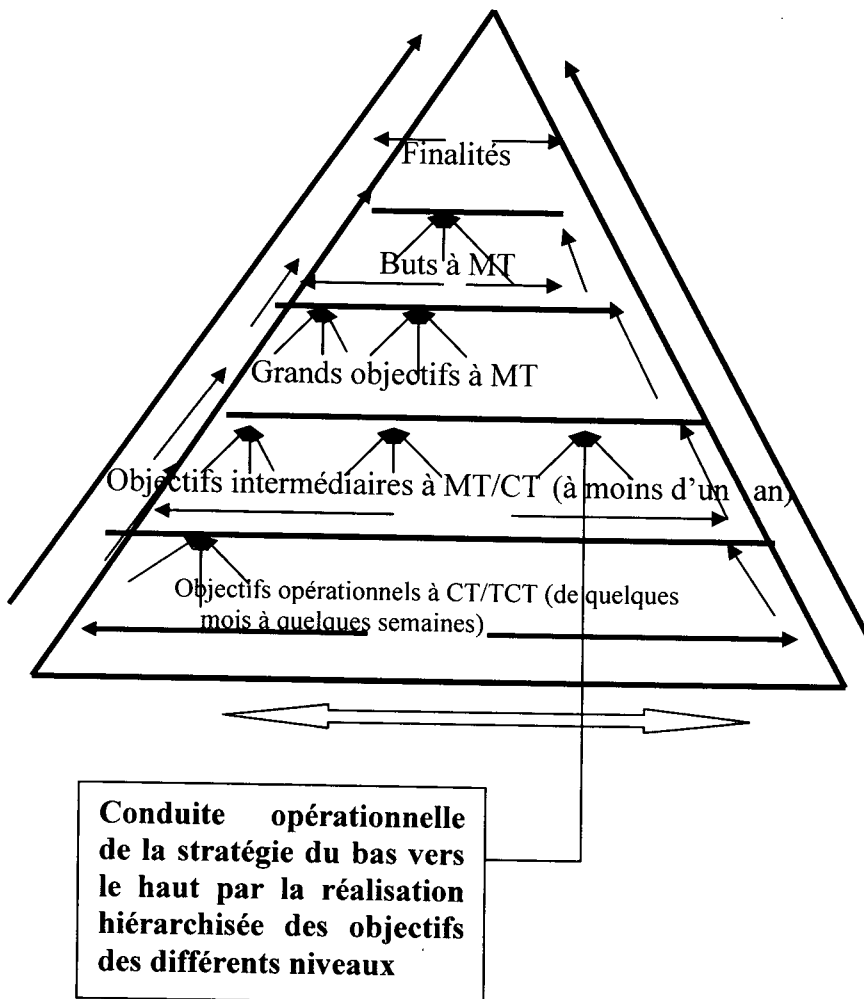 Finalités
Buts à MT
Grands objectifs à MT
Objectifs intermédiaires à MT/CT (à moins d'un an)
Objectifs opérationnels à CT/TCT (de quelques
mois à quelques semaines)
Conduite opérationnelle
de la stratégie du bas vers
le haut par la réalisation
hiérarchisée des objectifs
des différents niveaux